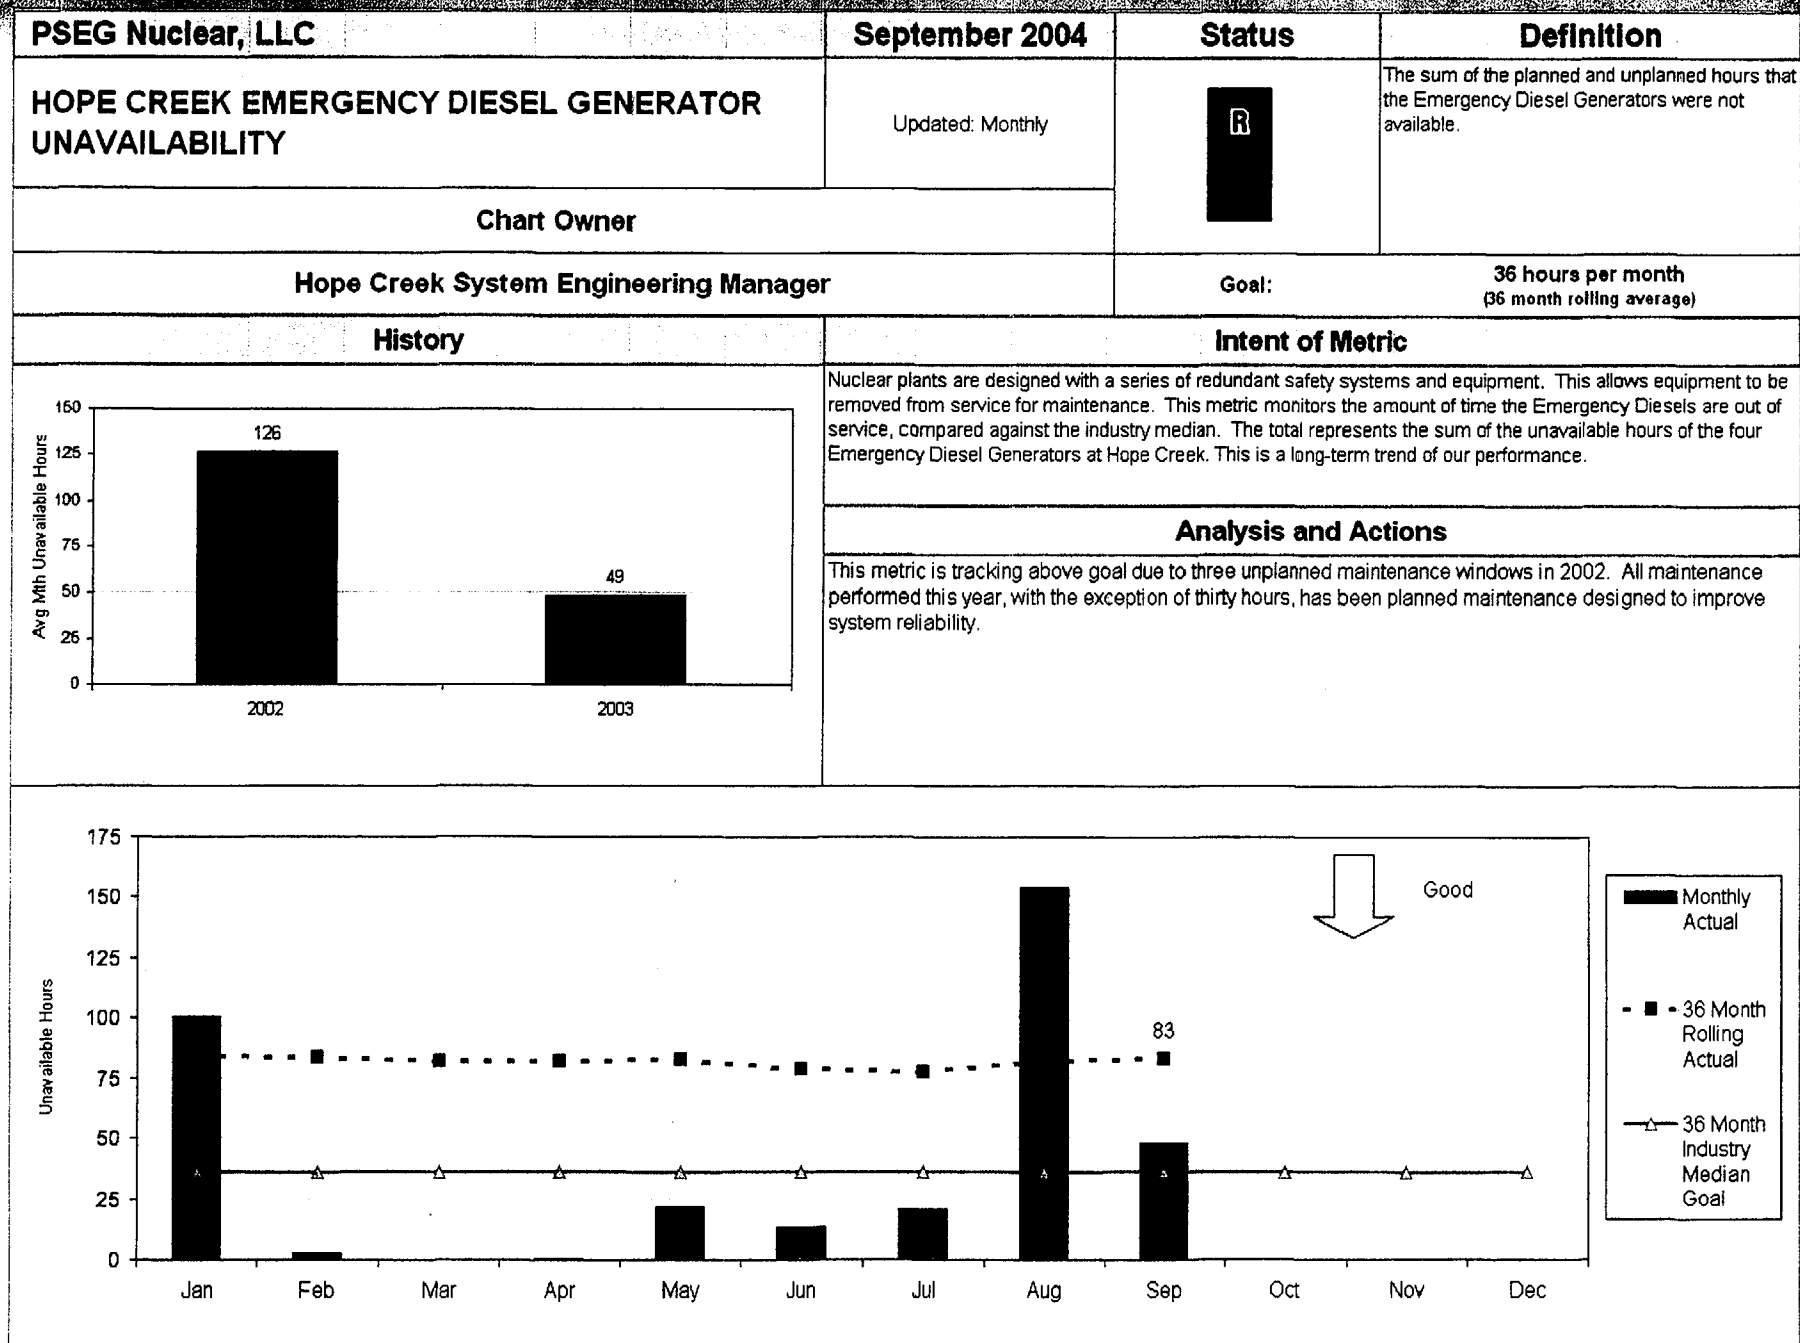 PSEG Nuclear, LLC
September 2004
Status
Definition
HOPE CREEK EMERGENCY DIESEL GENERATOR
UNAVAILABILITY
Updated: Monthly
R
The sum of the planned and unplanned hours that
the Emergency Diesel Generators were not
available.
Chart Owner
Hope Creek System Engineering Manager
Goal:
36 hours per month
(36 month rolling average)
History
Intent of Metric
Nuclear plants are designed with a series of redundant safety systems and equipment. This allows equipment to be
removed from service for maintenance. This metric monitors the amount of time the Emergency Diesels are out of
service, compared against the industry median. The total represents the sum of the unavailable hours of the four
Emergency Diesel Generators at Hope Creek. This is a long-term trend of our performance.
Analysis and Actions
This metric is tracking above goal due to three unplanned maintenance windows in 2002. All maintenance
performed this year, with the exception of thirty hours, has been planned maintenance designed to improve
system reliability.
Avg Mth Unavailable Hours
150
125
100
75
50
25
0
126
49
2002
2003
Unavailable Hours
175
150
125
100
75
50
25
0
83
Good
Jan
Feb
Mar
Apr
May
Jun
Jul
Aug
Sep
Oct
Nov
Dec
Monthly
Actual
36 Month
Rolling
Actual
36 Month
Industry
Median
Goal